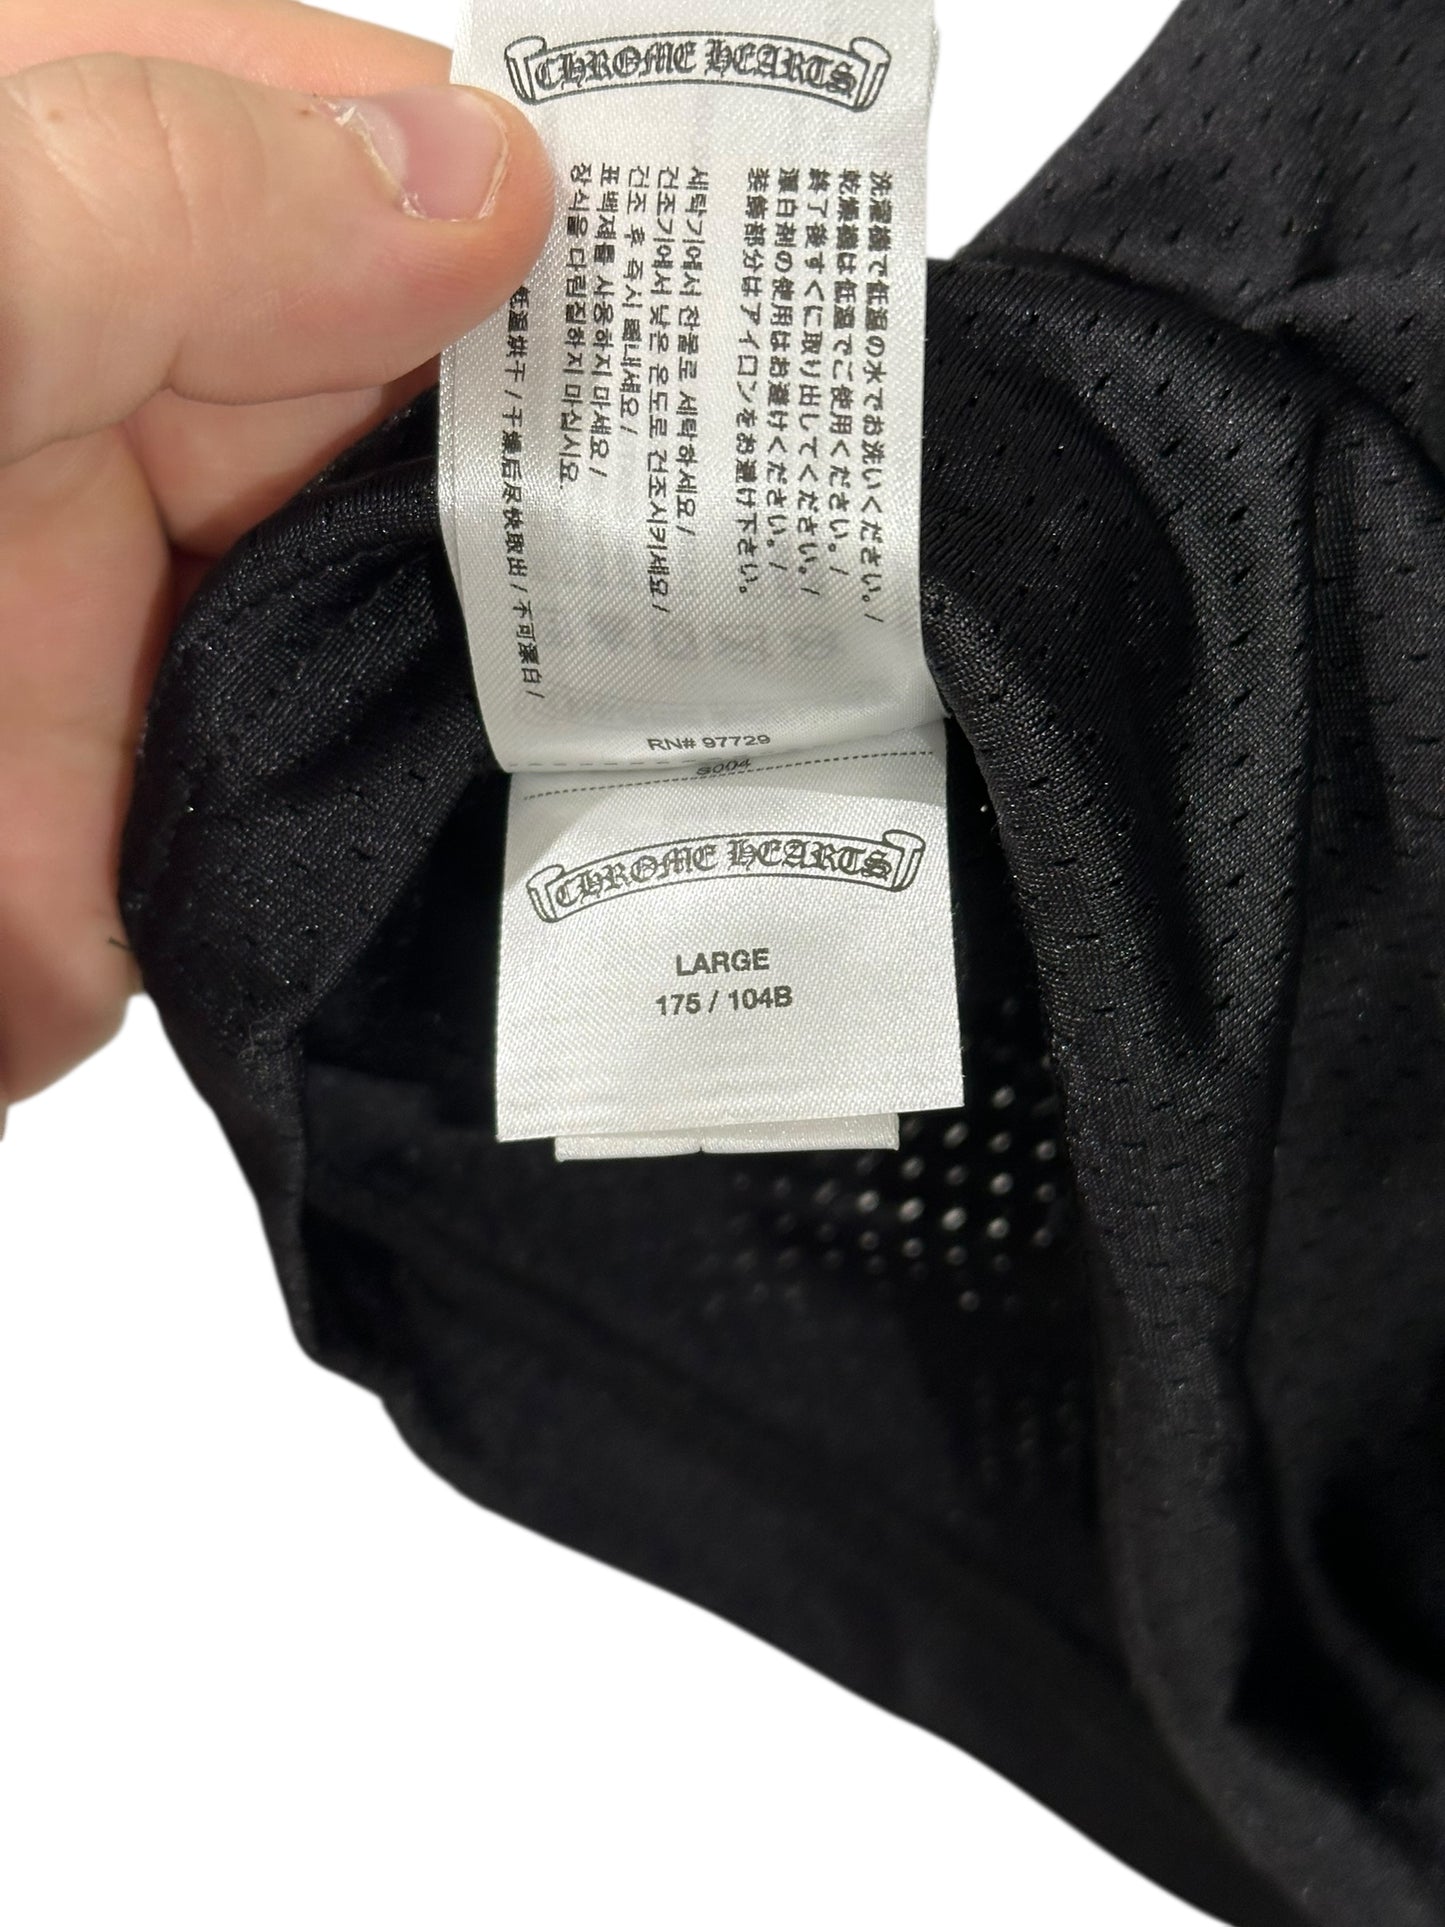 CHROME HEARTS
洗濯機で低温の水でお洗いください。/
乾燥機は低温でご使用ください。/
終了後すぐに取り出してください。/
漂白剤の使用はお避けください。/
装飾部分はアイロンをお避け下さい。
세탁기에서 찬물로 세탁하세요/
건조기에서 낮은 온도로 건조시키세요/
건조 후 즉시 빼내세요/
표백제를 사용하지 마세요/
장식을 다림질하지 마십시오
低温烘干 / 干燥后尽快取出 / 不可漂白 /
RN# 97729
S004
CHROME HEARTS
LARGE
175 / 104B